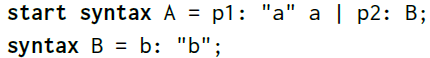 start syntax A = p1: "a" a | p2: B;
syntax B = b: "b";